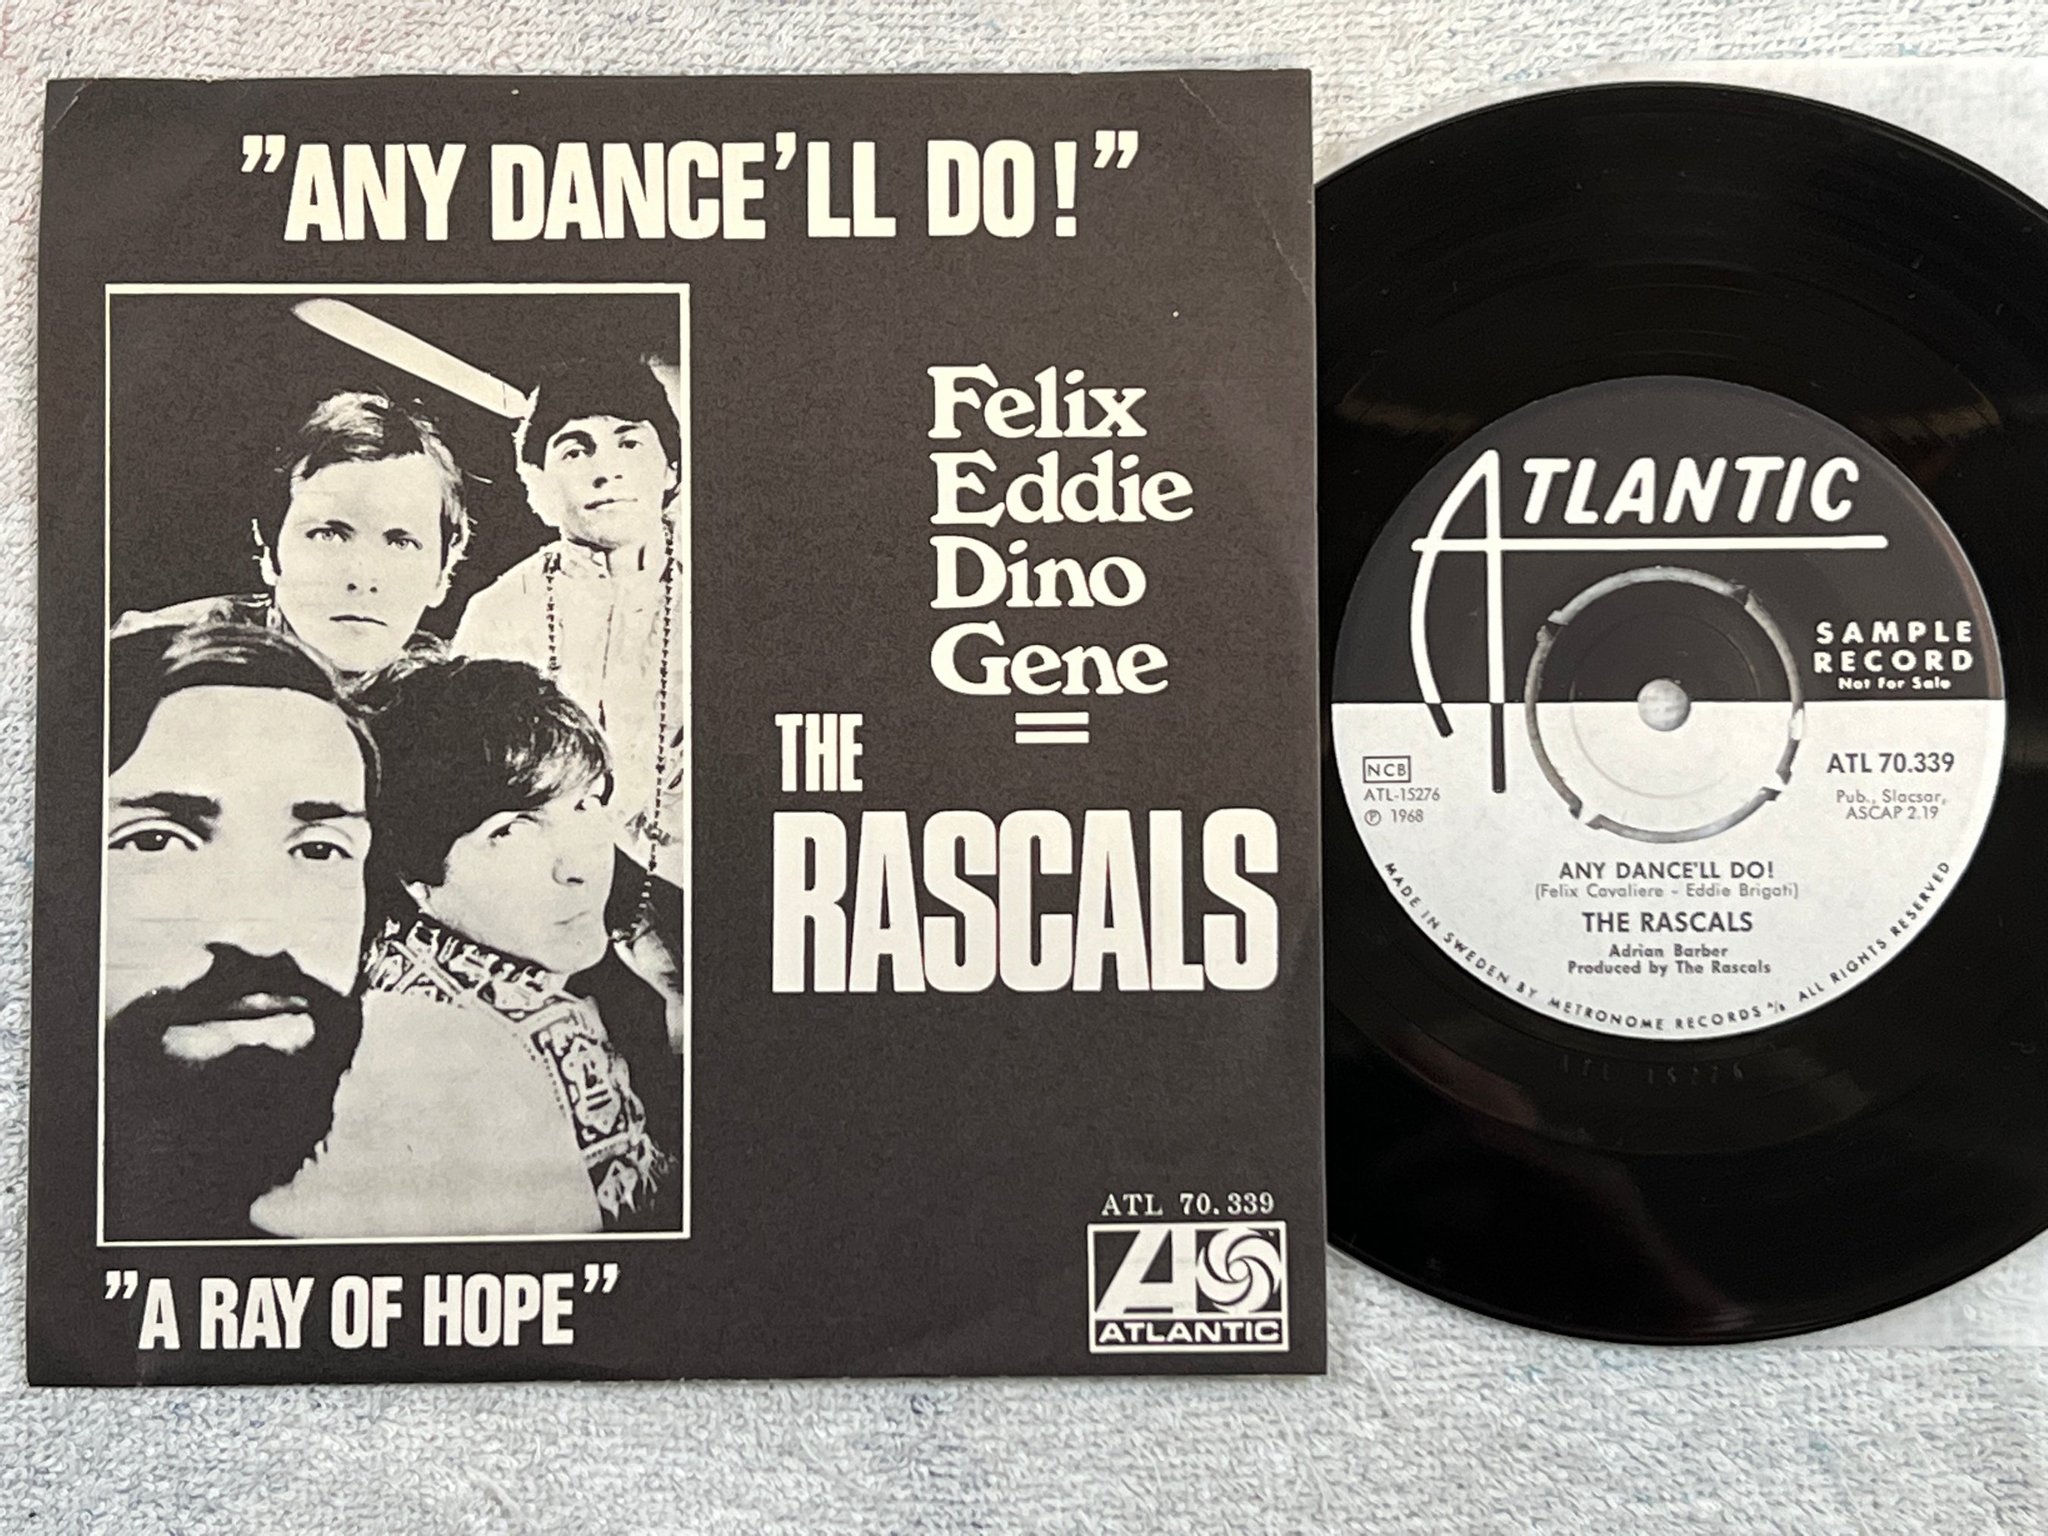 "ANY DANCE'LL DO!"
Felix
Eddie
Dino
Gene
=
THE
RASCALS
"A RAY OF HOPE"
ATL 70.339
ATLANTIC
ATLANTIC
SAMPLE
RECORD
Not For Sale
NCB
ATL-15276
℗ 1968
ATL 70.339
Pub., Slacsar,
ASCAP 2.19
ANY DANCE'LL DO!
(Felix Cavaliere - Eddie Brigati)
THE RASCALS
Adrian Barber
Produced by The Rascals
MADE IN SWEDEN BY METRONOME RECORDS A/B ALL RIGHTS RESERVED
ATL 15276